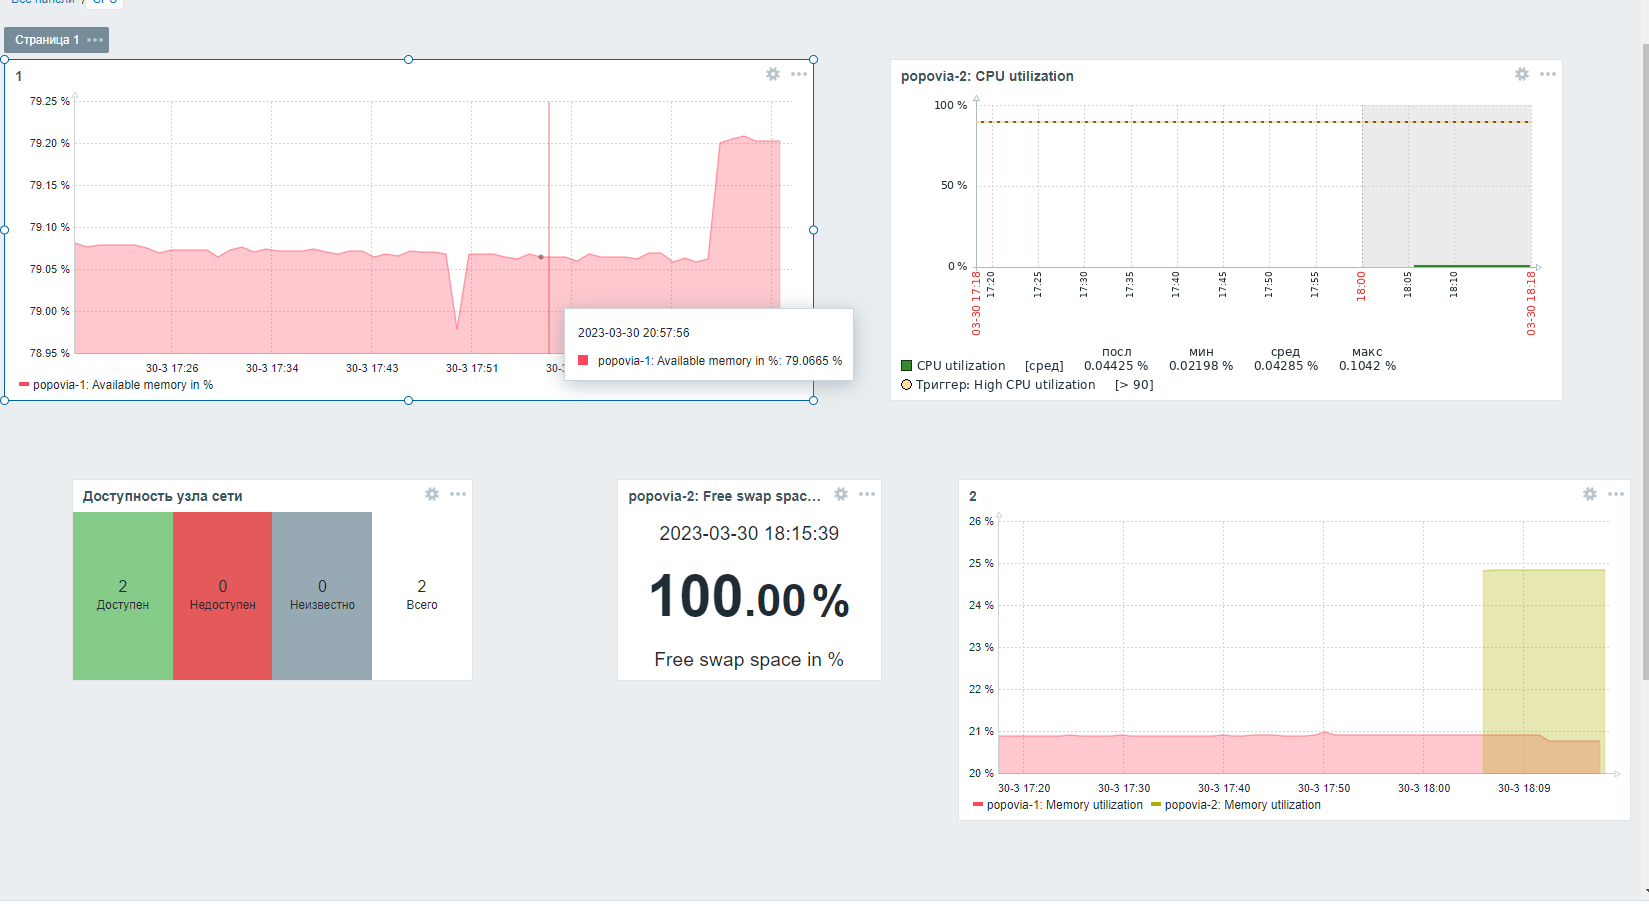 Все панели / CPU
Страница 1
1
79.25 %
79.20 %
79.15 %
79.10 %
79.05 %
79.00 %
78.95 %
30-3 17:26 30-3 17:34 30-3 17:43 30-3 17:51 30-3
popovia-1: Available memory in %
2023-03-30 20:57:56
popovia-1: Available memory in %: 79.0665 %
popovia-2: CPU utilization
100 %
50 %
0 %
03-30 17:18 17:20 17:25 17:30 17:35 17:40 17:45 17:50 17:55 18:00 18:05 18:10 03-30 18:18
посл мин сред макс
CPU utilization [сред] 0.04425 % 0.02198 % 0.04285 % 0.1042 %
Триггер: High CPU utilization [> 90]
Доступность узла сети
2 0 0 2
Доступен Недоступен Неизвестно Всего
popovia-2: Free swap spac...
2023-03-30 18:15:39
100.00 %
Free swap space in %
2
26 %
25 %
24 %
23 %
22 %
21 %
20 %
30-3 17:20 30-3 17:30 30-3 17:40 30-3 17:50 30-3 18:00 30-3 18:09
popovia-1: Memory utilization popovia-2: Memory utilization